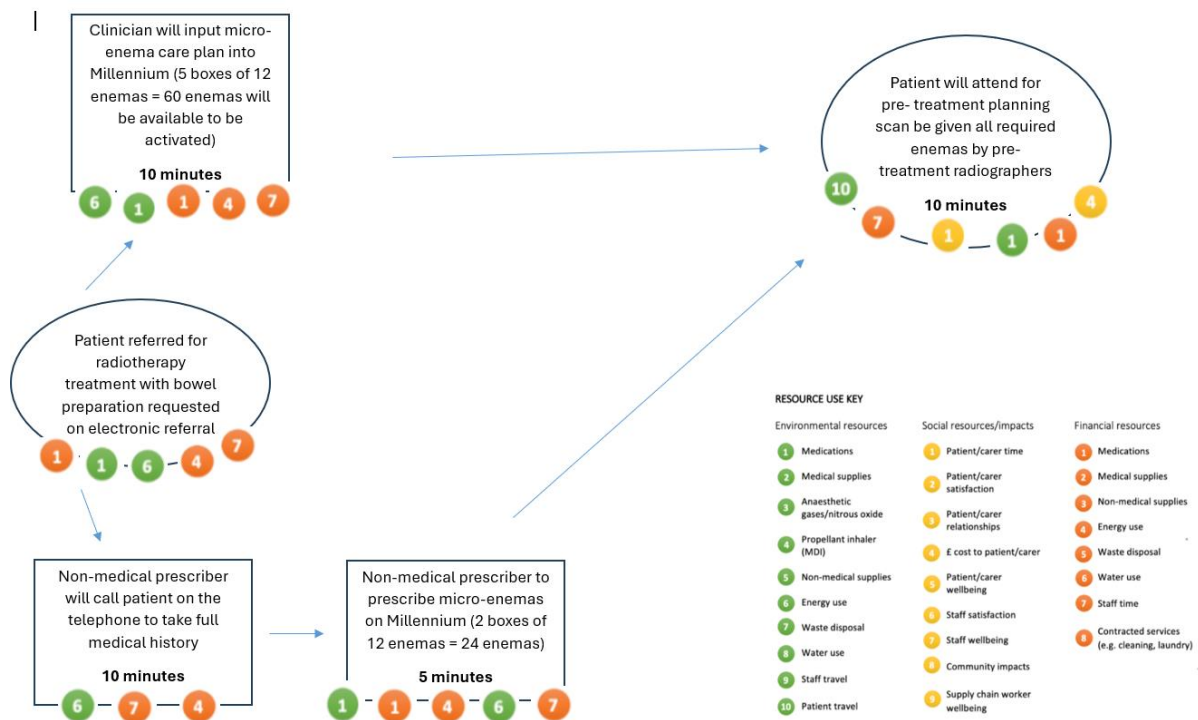 Clinician will input micro-
enema care plan into
Millennium (5 boxes of 12
enemas = 60 enemas will
be available to be
activated)
10 minutes
6 1 1 4 7
Patient will attend for
pre- treatment planning
scan be given all required
enemas by pre-
treatment radiographers
10 minutes
10 7 1 1 1 4
Patient referred for
radiotherapy
treatment with bowel
preparation requested
on electronic referral
1 1 6 4 7
Non-medical prescriber
will call patient on the
telephone to take full
medical history
10 minutes
6 7 4
Non-medical prescriber to
prescribe micro-enemas
on Millennium (2 boxes of
12 enemas = 24 enemas)
5 minutes
1 1 4 6 7
RESOURCE USE KEY
Environmental resources
1 Medications
2 Medical supplies
3 Anaesthetic
gases/nitrous oxide
4 Propellant inhaler
(MDI)
5 Non-medical supplies
6 Energy use
7 Waste disposal
8 Water use
9 Staff travel
10 Patient travel
Social resources/impacts
1 Patient/carer time
2 Patient/carer
satisfaction
3 Patient/carer
relationships
4 £ cost to patient/carer
5 Patient/carer
wellbeing
6 Staff satisfaction
7 Staff wellbeing
8 Community impacts
9 Supply chain worker
wellbeing
Financial resources
1 Medications
2 Medical supplies
3 Non-medical supplies
4 Energy use
5 Waste disposal
6 Water use
7 Staff time
8 Contracted services
(e.g. cleaning, laundry)